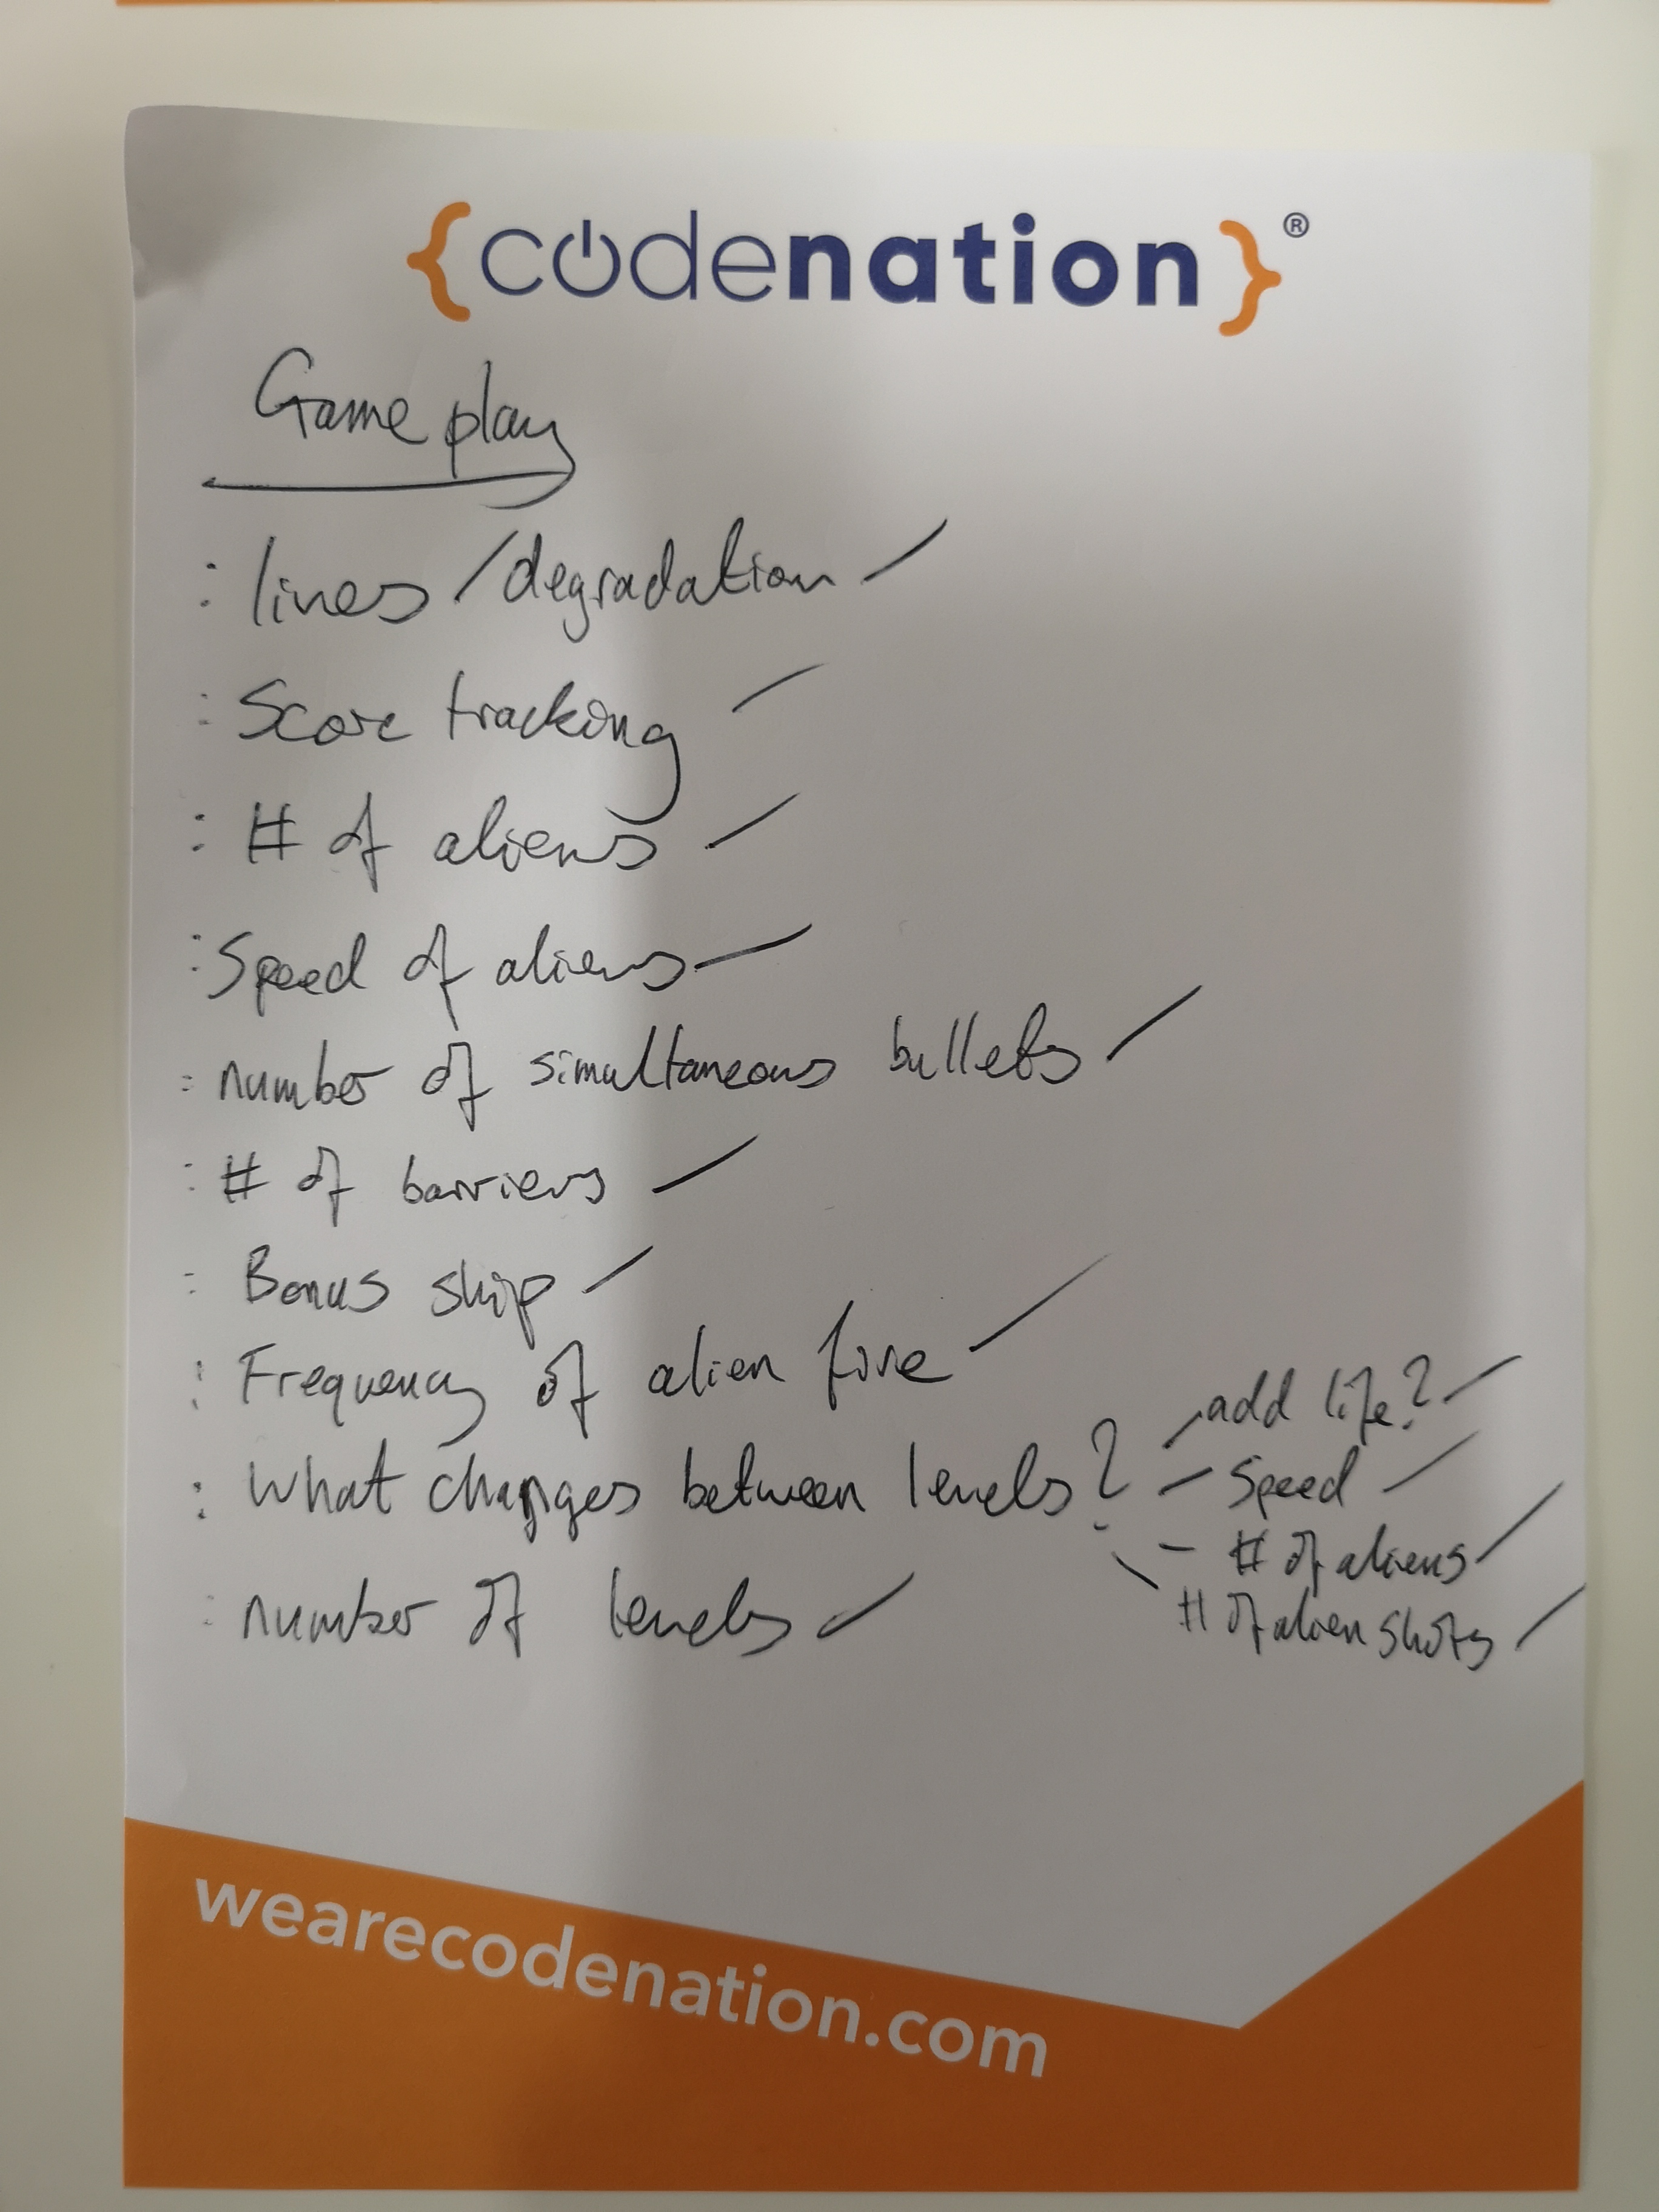 {codenation}®
Game play
: lines / degradation /
: Score tracking /
: # of aliens /
: Speed of aliens /
: number of simultaneous bullets /
: # of barriers /
: Bonus ship /
: Frequency of alien fire /
: What changes between levels?
- add life? /
- Speed /
- # of aliens /
- # of alien shots /
: number of levels /
wearecodenation.com